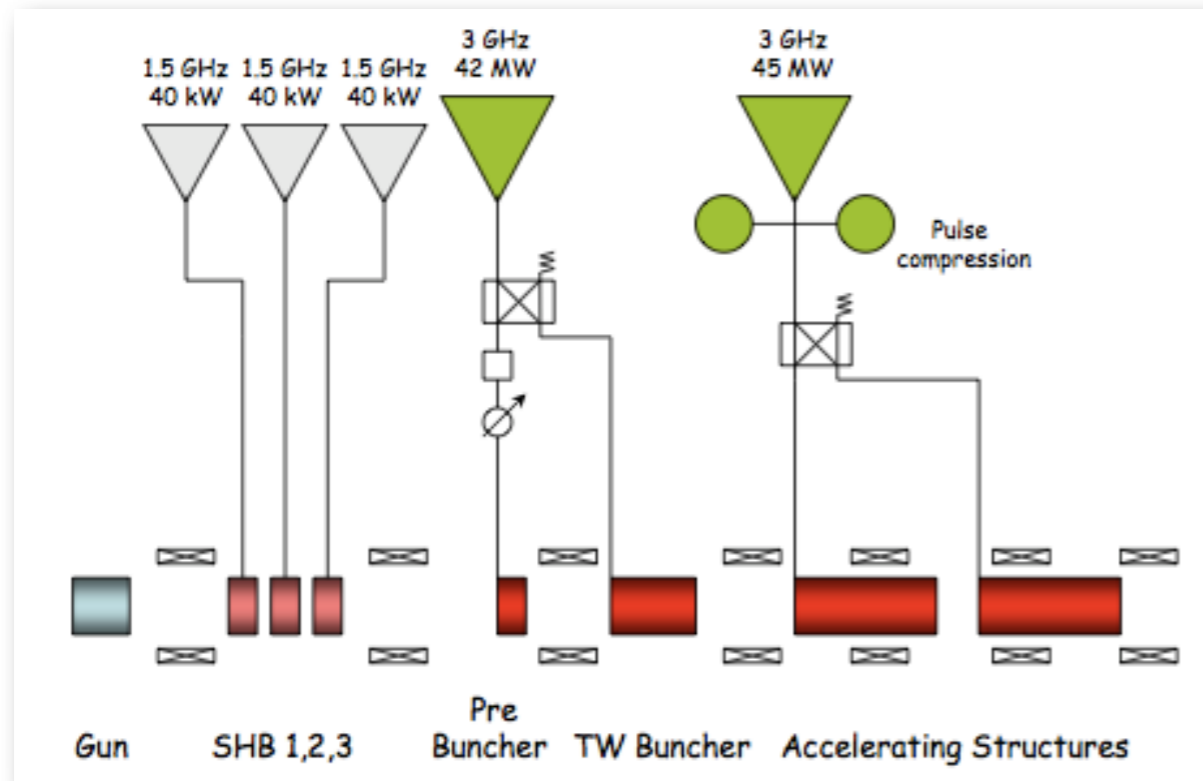 1.5 GHz 1.5 GHz 1.5 GHz
40 kW 40 kW 40 kW
3 GHz
42 MW
3 GHz
45 MW
Pulse
compression
Gun
SHB 1,2,3
Pre
Buncher
TW Buncher
Accelerating Structures